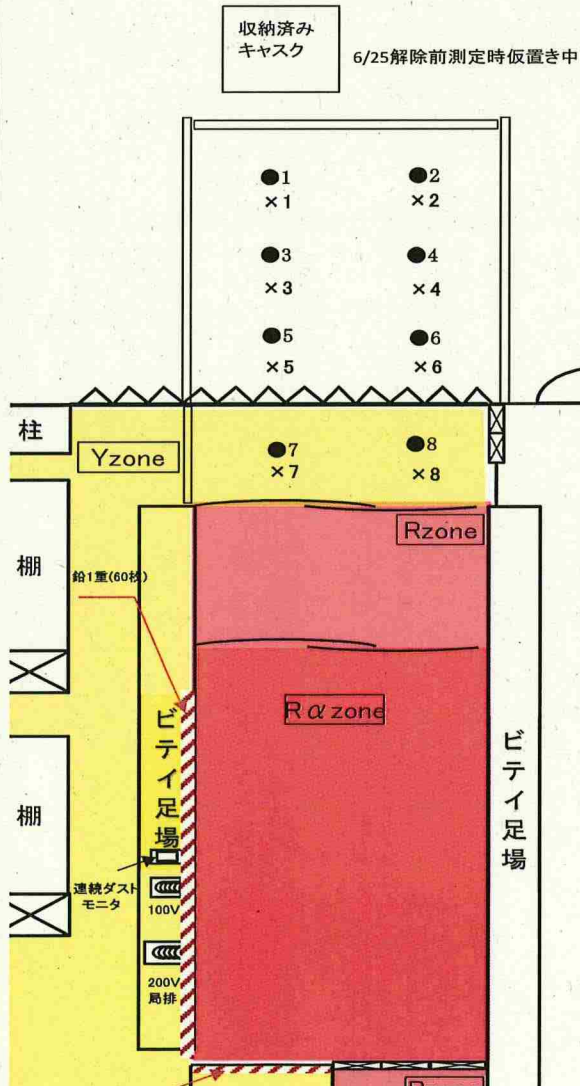 収納済み
キャスク
6/25解除前測定時仮置き中
●1
●2
×1
×2
●3
●4
×3
×4
●5
●6
×5
×6
柱
Yzone
●7
●8
×7
×8
Rzone
棚
鉛1重(60枚)
Rαzone
ビティ足場
ビティ足場
棚
連続ダスト
モニタ
100V
200V
局排